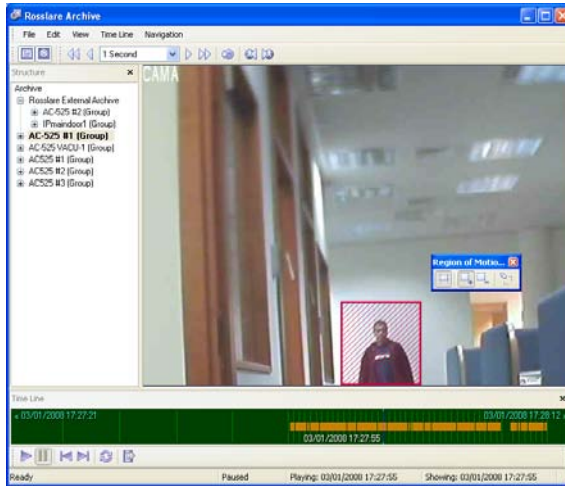 Rosslare Archive
File Edit View Time Line Navigation
1 Second
Structure
Archive
Rosslare External Archive
AC-525 #2 (Group)
IPmaindoor1 (Group)
AC-525 #1 (Group)
AC-525 VACU-1 (Group)
AC525 #1 (Group)
AC525 #2 (Group)
AC525 #3 (Group)
CAMA
Region of Motio...
Time Line
« 03/01/2008 17:27:21
03/01/2008 17:28:12 »
03/01/2008 17:27:55
Ready
Paused
Playing: 03/01/2008 17:27:55
Showing: 03/01/2008 17:27:55